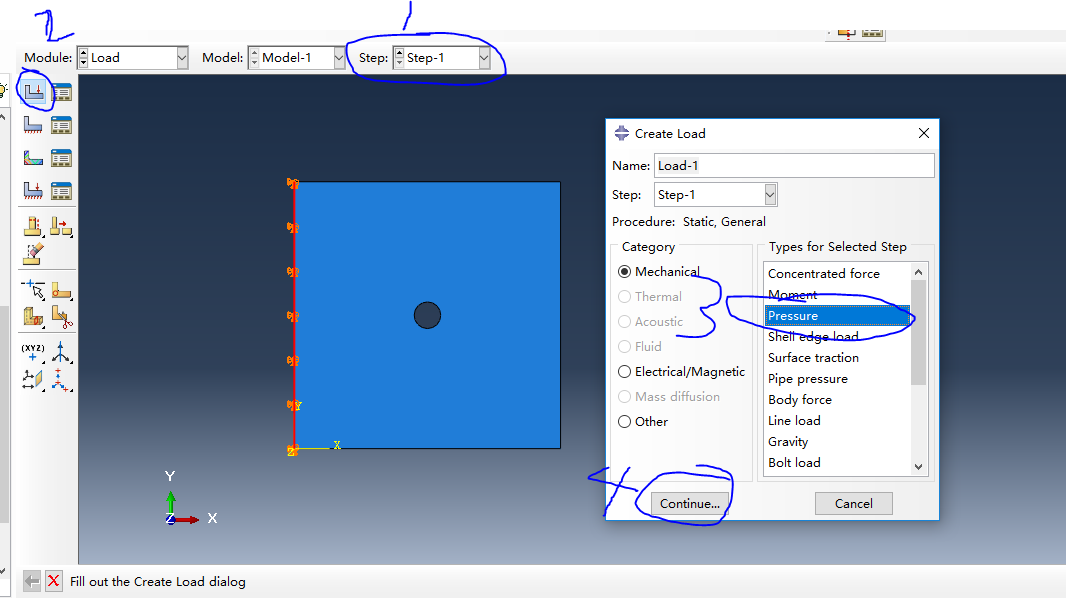 2 1
Module: Load Model: Model-1 Step: Step-1
Create Load
Name: Load-1
Step: Step-1
Procedure: Static, General
Category
Mechanical
Thermal
Acoustic
Fluid
Electrical/Magnetic
Mass diffusion
Other
3
Types for Selected Step
Concentrated force
Moment
Pressure
Shell edge load
Surface traction
Pipe pressure
Body force
Line load
Gravity
Bolt load
4
Continue... Cancel
Y
X
Z
Y
X
Z
(XYZ)
Fill out the Create Load dialog